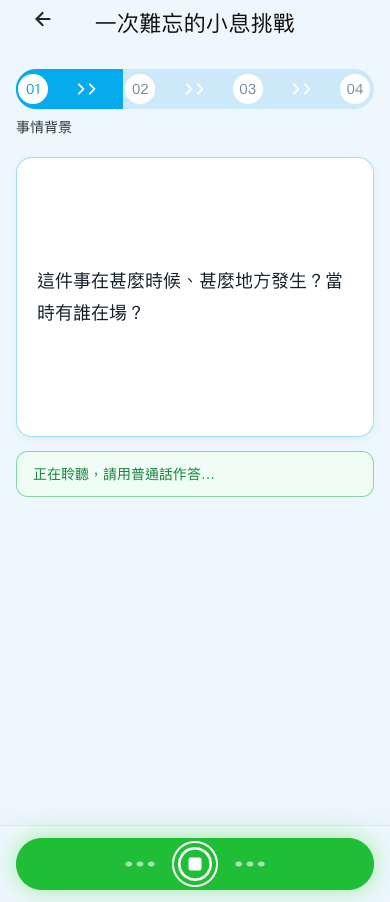 一次難忘的小息挑戰
01 02 03 04
事情背景
這件事在甚麼時候、甚麼地方發生？當
時有誰在場？
正在聆聽，請用普通話作答…